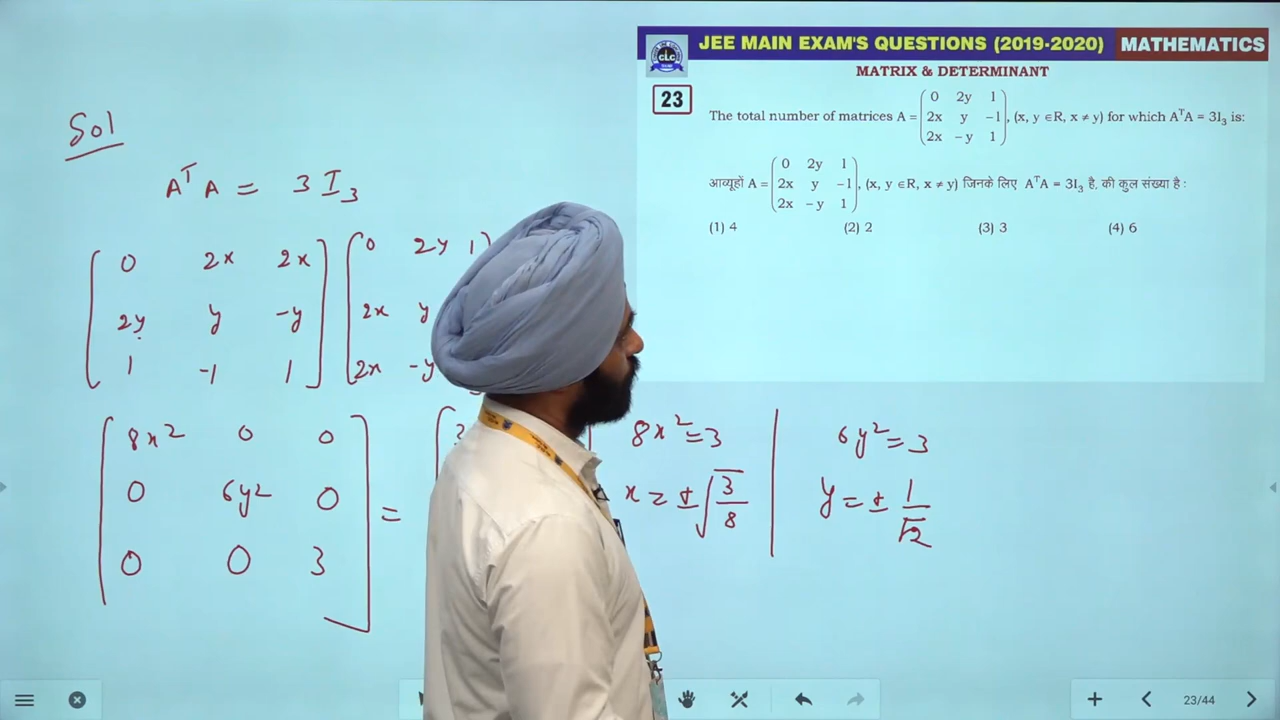 JEE MAIN EXAM'S QUESTIONS (2019-2020) MATHEMATICS
CLC
MATRIX & DETERMINANT
23
0 2y 1
The total number of matrices A = 2x y −1 , (x, y ∈R, x ≠ y) for which AᵀA = 3I₃ is:
2x − y 1
0 2y 1
आव्यूहों A = 2x y −1 , (x, y ∈R, x ≠ y) जिनके लिए AᵀA = 3I₃ है, की कुल संख्या है :
2x − y 1
(1) 4 (2) 2 (3) 3 (4) 6
Sol
Aᵀ A = 3 I₃
0 2x 2x 0 2y 1
2y y -y 2x y
1 -1 1 2x -y
8x² 0 0
0 6y² 0 =
0 0 3
8x² = 3
x = ± √3/8
6y² = 3
y = ± 1/√2
23/44